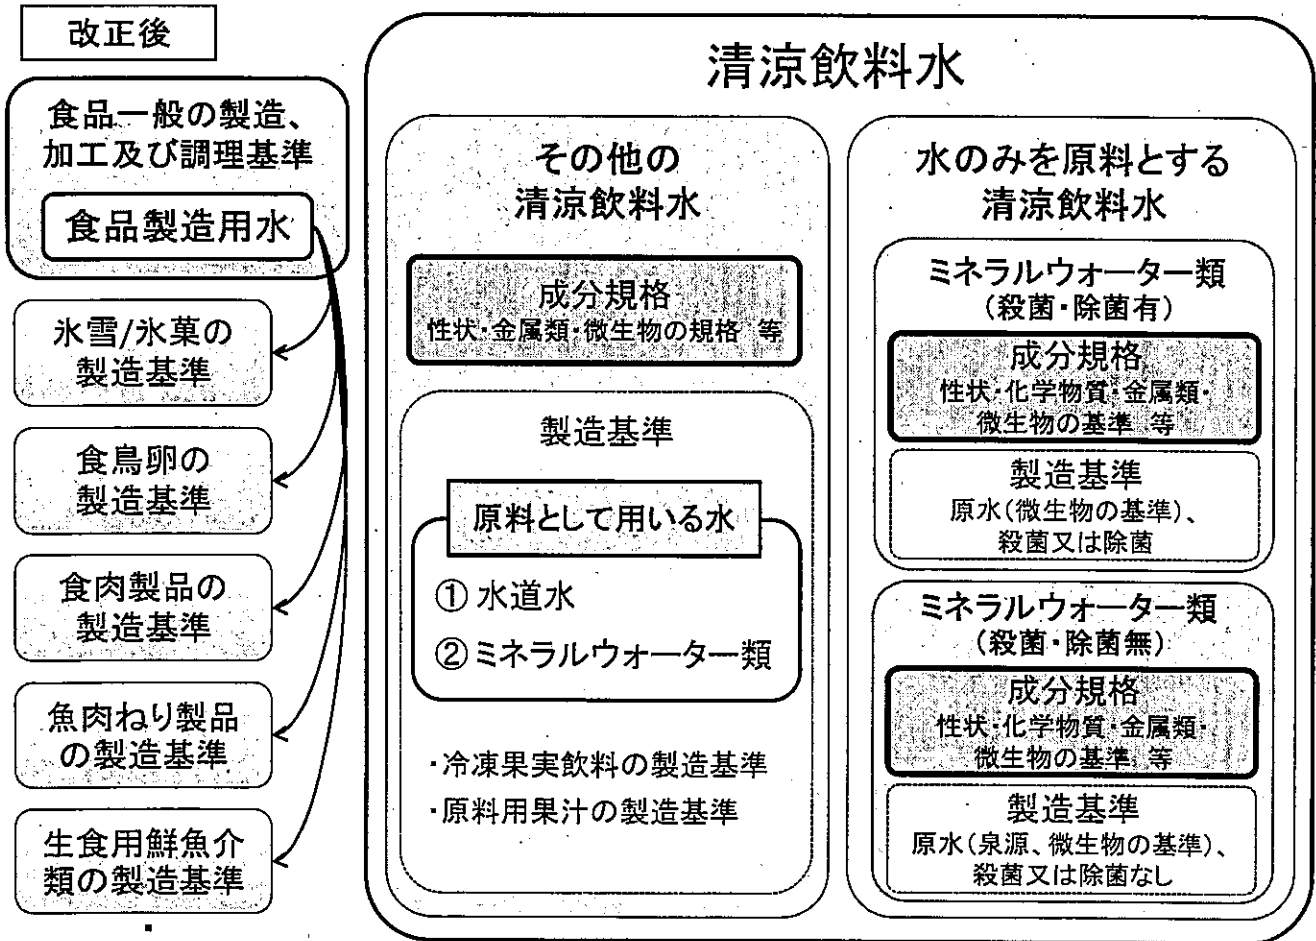 改正後
食品一般の製造、
加工及び調理基準
食品製造用水
氷雪/氷菓の
製造基準
食鳥卵の
製造基準
食肉製品の
製造基準
魚肉ねり製品
の製造基準
生食用鮮魚介
類の製造基準
清涼飲料水
その他の
清涼飲料水
成分規格
性状・金属類・微生物の規格 等
製造基準
原料として用いる水
① 水道水
② ミネラルウォーター類
・冷凍果実飲料の製造基準
・原料用果汁の製造基準
水のみを原料とする
清涼飲料水
ミネラルウォーター類
(殺菌・除菌有)
成分規格
性状・化学物質・金属類・
微生物の基準 等
製造基準
原水(微生物の基準)、
殺菌又は除菌
ミネラルウォーター類
(殺菌・除菌無)
成分規格
性状・化学物質・金属類・
微生物の基準 等
製造基準
原水(泉源、微生物の基準)、
殺菌又は除菌なし